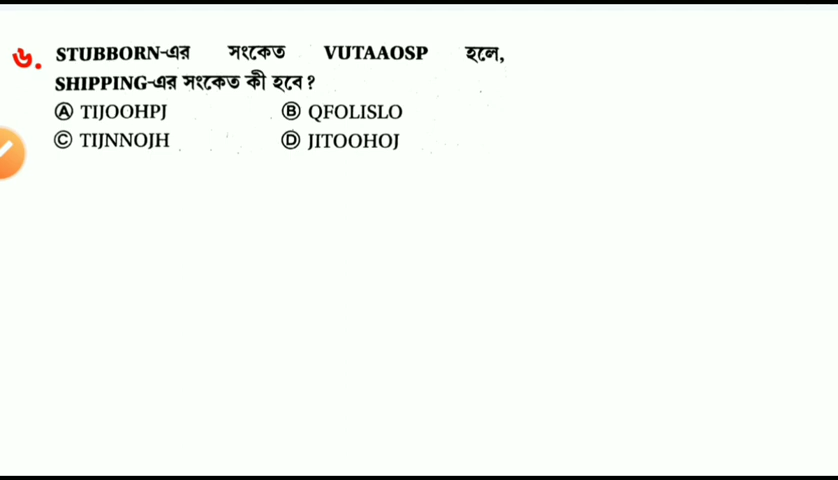 ৬. STUBBORN-এর সংকেত VUTAAOSP হলে,
SHIPPING-এর সংকেত কী হবে ?
Ⓐ TIJOOHPJ Ⓑ QFOLISLO
Ⓒ TIJNNOJH Ⓓ JITOOHOJ